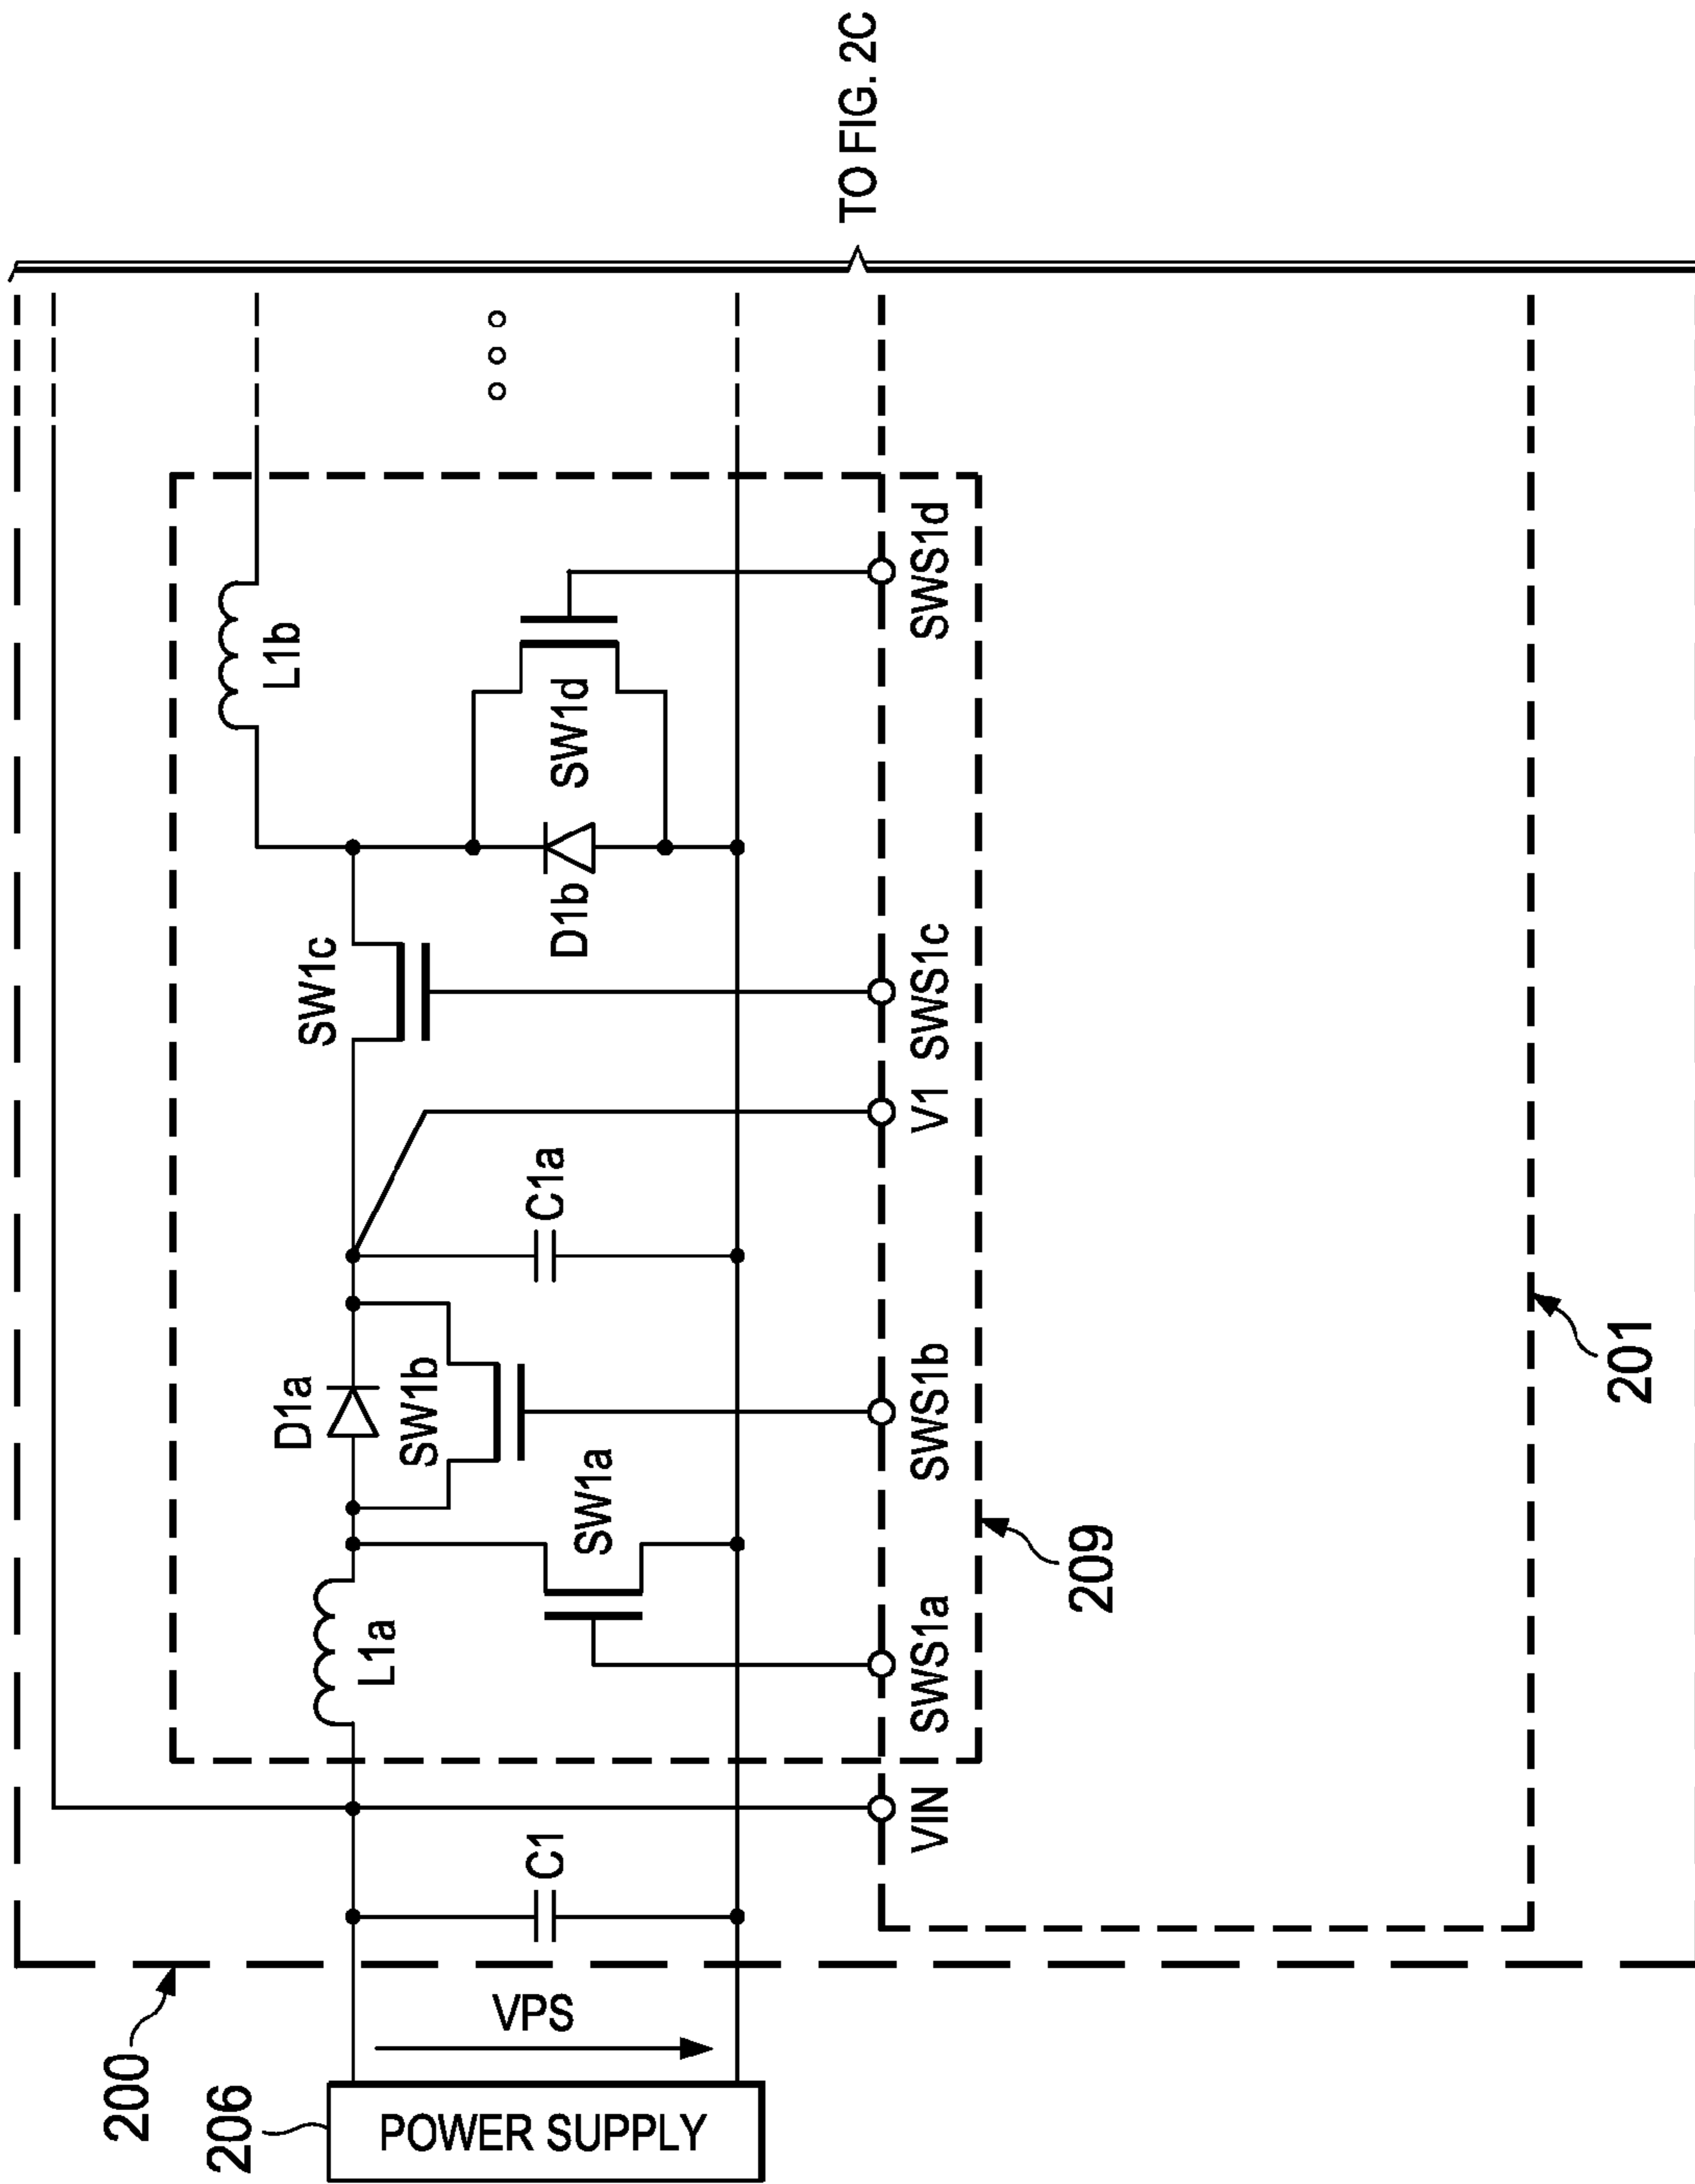 200
206
POWER SUPPLY
VPS
C1
VIN
L1a
SW1a
SWS1a
D1a
SW1b
SWS1b
209
C1a
V1
SW1c
SWS1c
D1b
SW1d
SWS1d
L1b
201
TO FIG. 2C